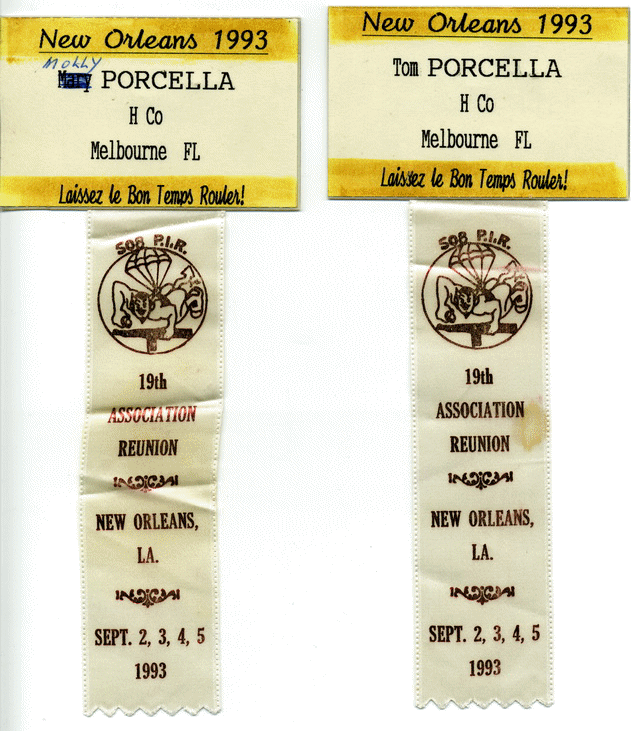 New Orleans 1993
Molly
Mary PORCELLA
H Co
Melbourne FL
Laissez le Bon Temps Rouler!
508 P.I.R.
19th
ASSOCIATION
REUNION
NEW ORLEANS,
LA.
SEPT. 2, 3, 4, 5
1993
New Orleans 1993
Tom PORCELLA
H Co
Melbourne FL
Laissez le Bon Temps Rouler!
508 P.I.R.
19th
ASSOCIATION
REUNION
NEW ORLEANS,
LA.
SEPT. 2, 3, 4, 5
1993